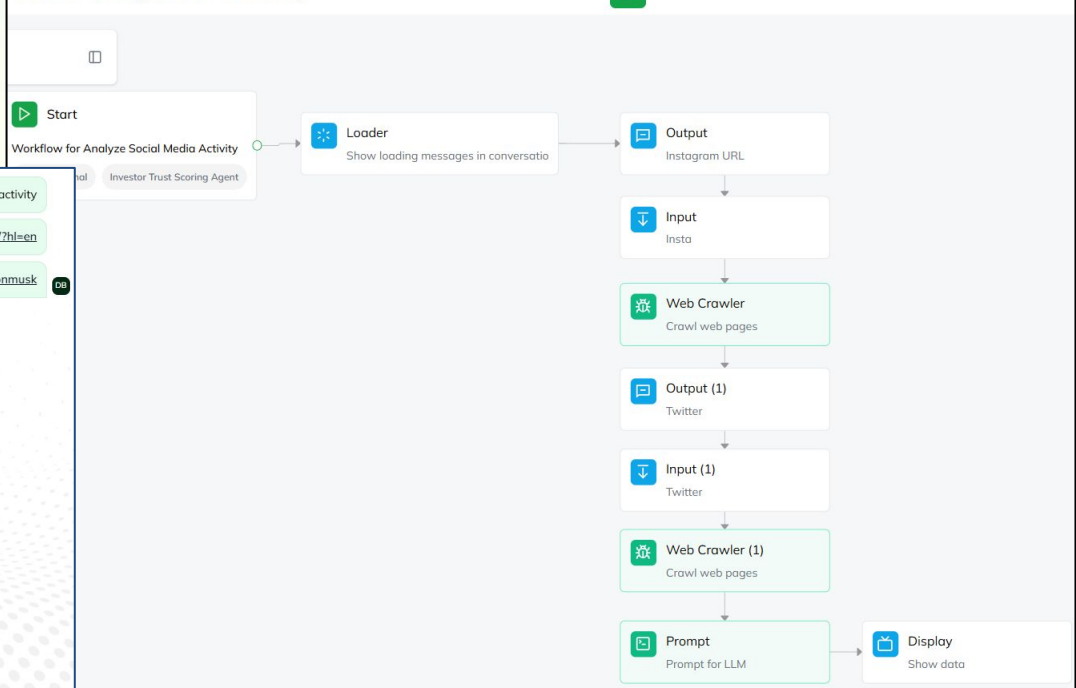 Start
Workflow for Analyze Social Media Activity
Investor Trust Scoring Agent
activity
/?hl=en
onmusk
DB
Loader
Show loading messages in conversatio
Output
Instagram URL
Input
Insta
Web Crawler
Crawl web pages
Output (1)
Twitter
Input (1)
Twitter
Web Crawler (1)
Crawl web pages
Prompt
Prompt for LLM
Display
Show data